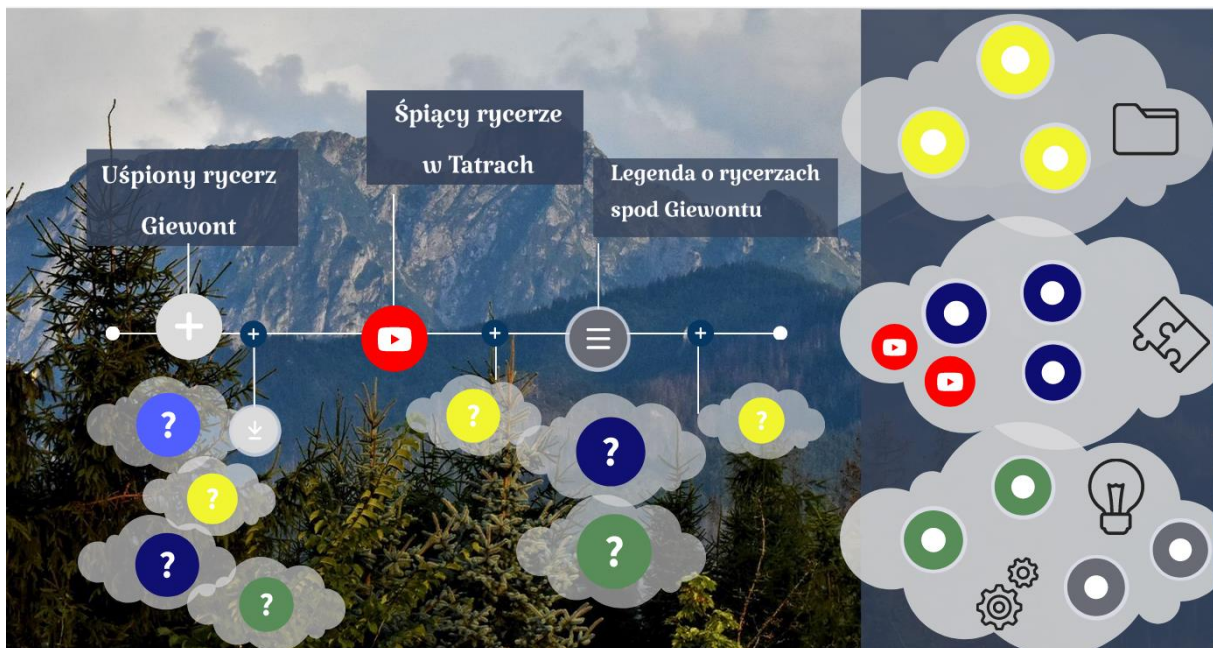 Uśpiony rycerz
Giewont
Śpiący rycerze
w Tatrach
Legenda o rycerzach
spod Giewontu
?
?
?
?
?
?
?
?